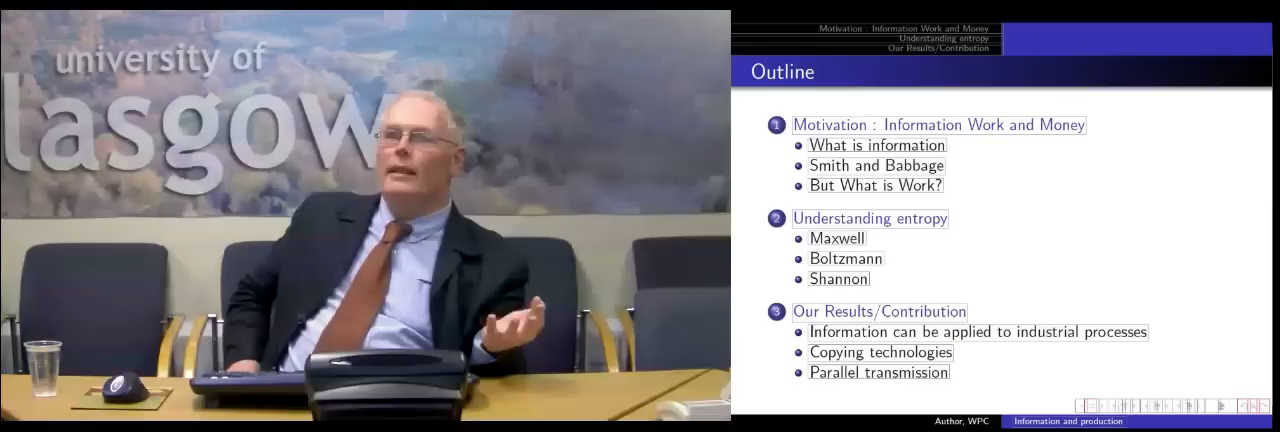 university of
lasgow
Motivation : Information Work and Money
Understanding entropy
Our Results/Contribution
Outline
1 Motivation : Information Work and Money
What is information
Smith and Babbage
But What is Work?
2 Understanding entropy
Maxwell
Boltzmann
Shannon
3 Our Results/Contribution
Information can be applied to industrial processes
Copying technologies
Parallel transmission
Author, WPC
Information and production